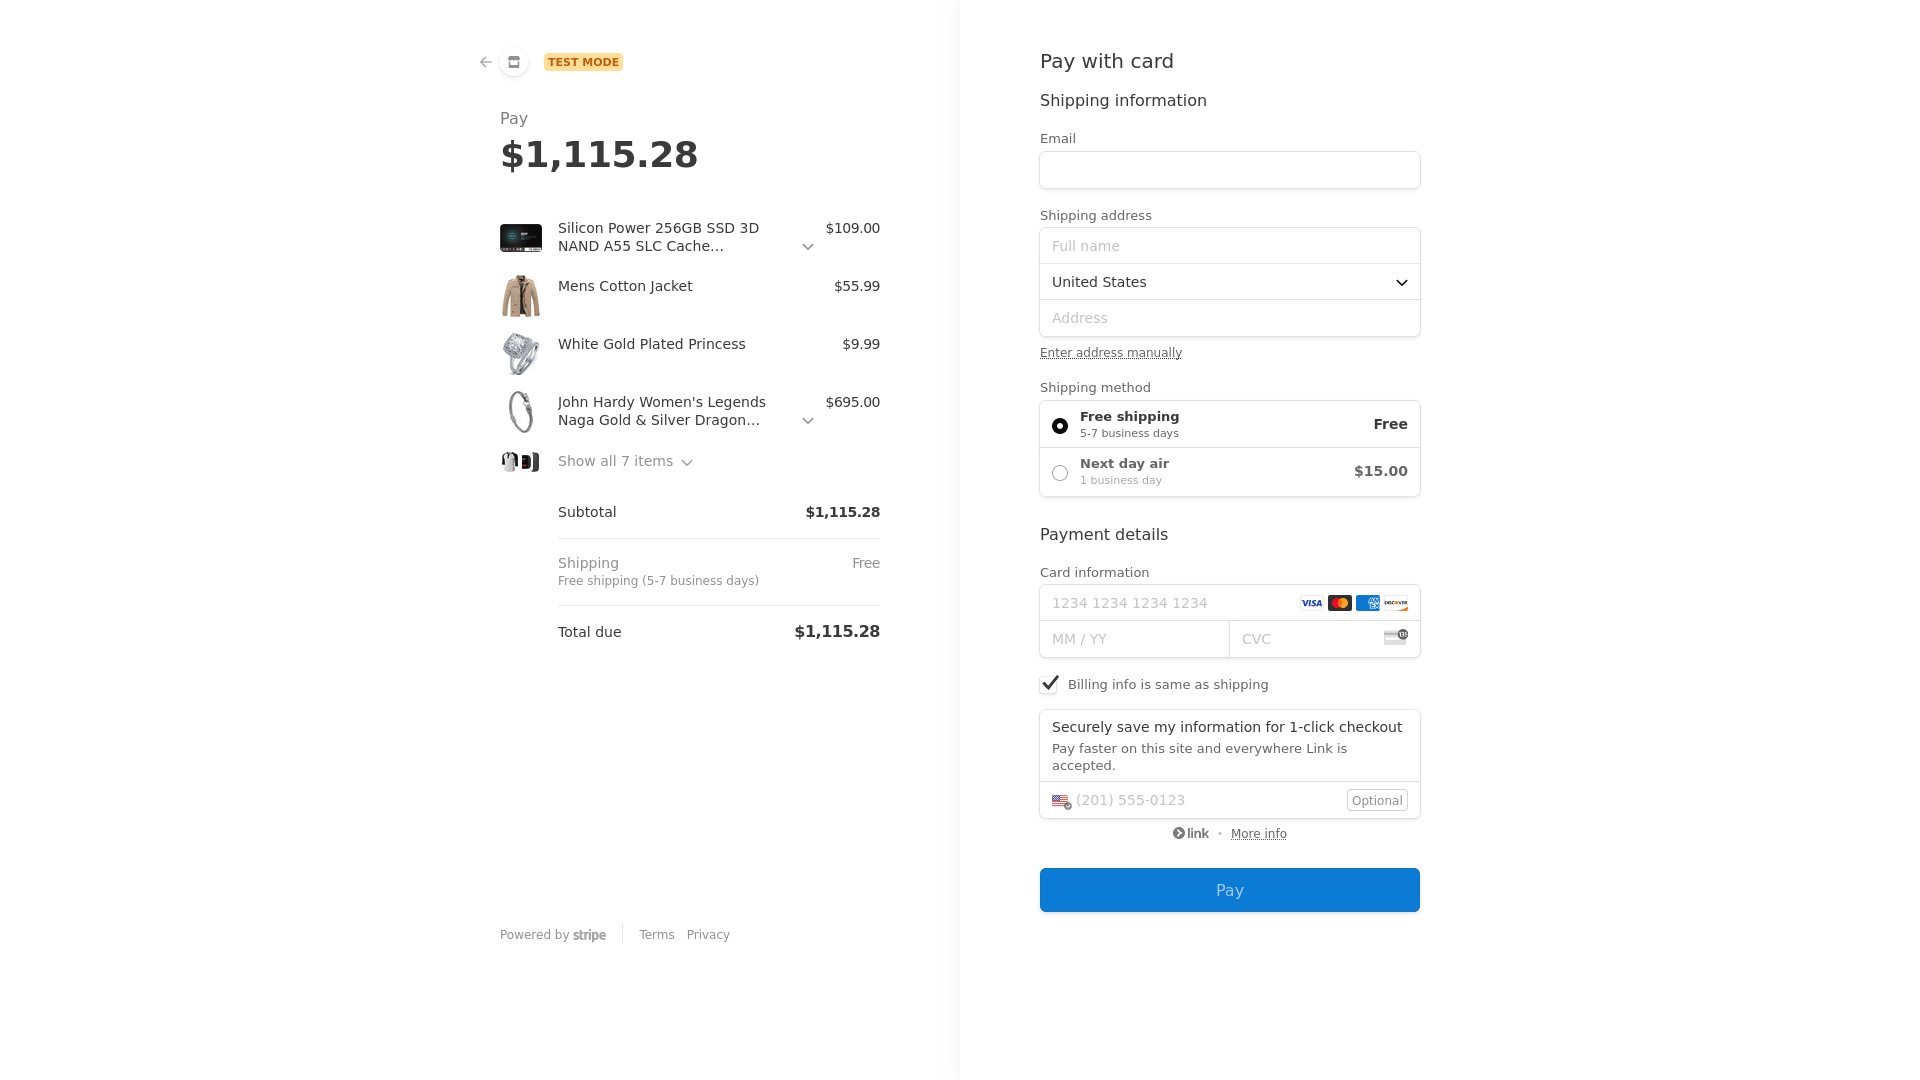 TEST MODE
Pay
$1,115.28
Silicon Power 256GB SSD 3D
NAND A55 SLC Cache…
$109.00
Mens Cotton Jacket
$55.99
White Gold Plated Princess
$9.99
John Hardy Women's Legends
Naga Gold & Silver Dragon…
$695.00
Show all 7 items
Subtotal
$1,115.28
Shipping
Free
Free shipping (5-7 business days)
Total due
$1,115.28
Powered by stripe
Terms
Privacy
Pay with card
Shipping information
Email
Shipping address
Full name
United States
Address
Enter address manually
Shipping method
Free shipping
5-7 business days
Free
Next day air
1 business day
$15.00
Payment details
Card information
1234 1234 1234 1234
VISA
AMEX
DISCOVER
MM / YY
CVC
135
Billing info is same as shipping
Securely save my information for 1-click checkout
Pay faster on this site and everywhere Link is
accepted.
(201) 555-0123
Optional
link • More info
Pay